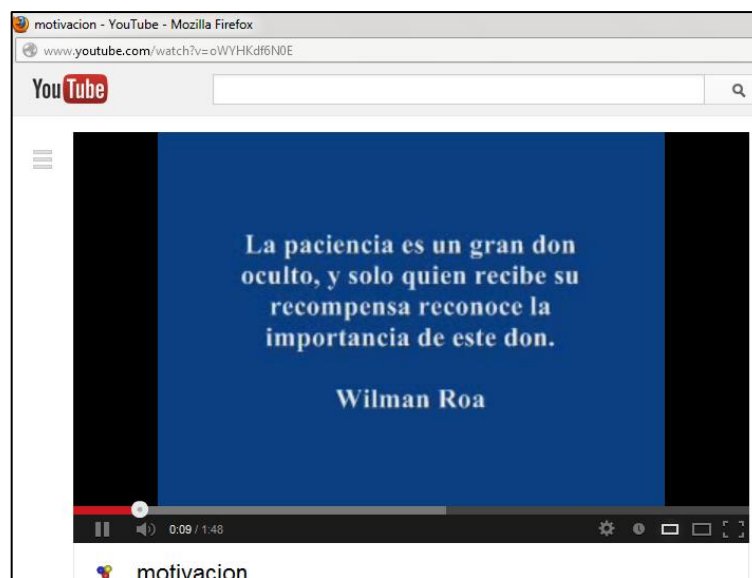 motivacion - YouTube - Mozilla Firefox
www.youtube.com/watch?v=oWYHKdf6N0E
YouTube
La paciencia es un gran don
oculto, y solo quien recibe su
recompensa reconoce la
importancia de este don.
Wilman Roa
0:09 / 1:48
motivacion